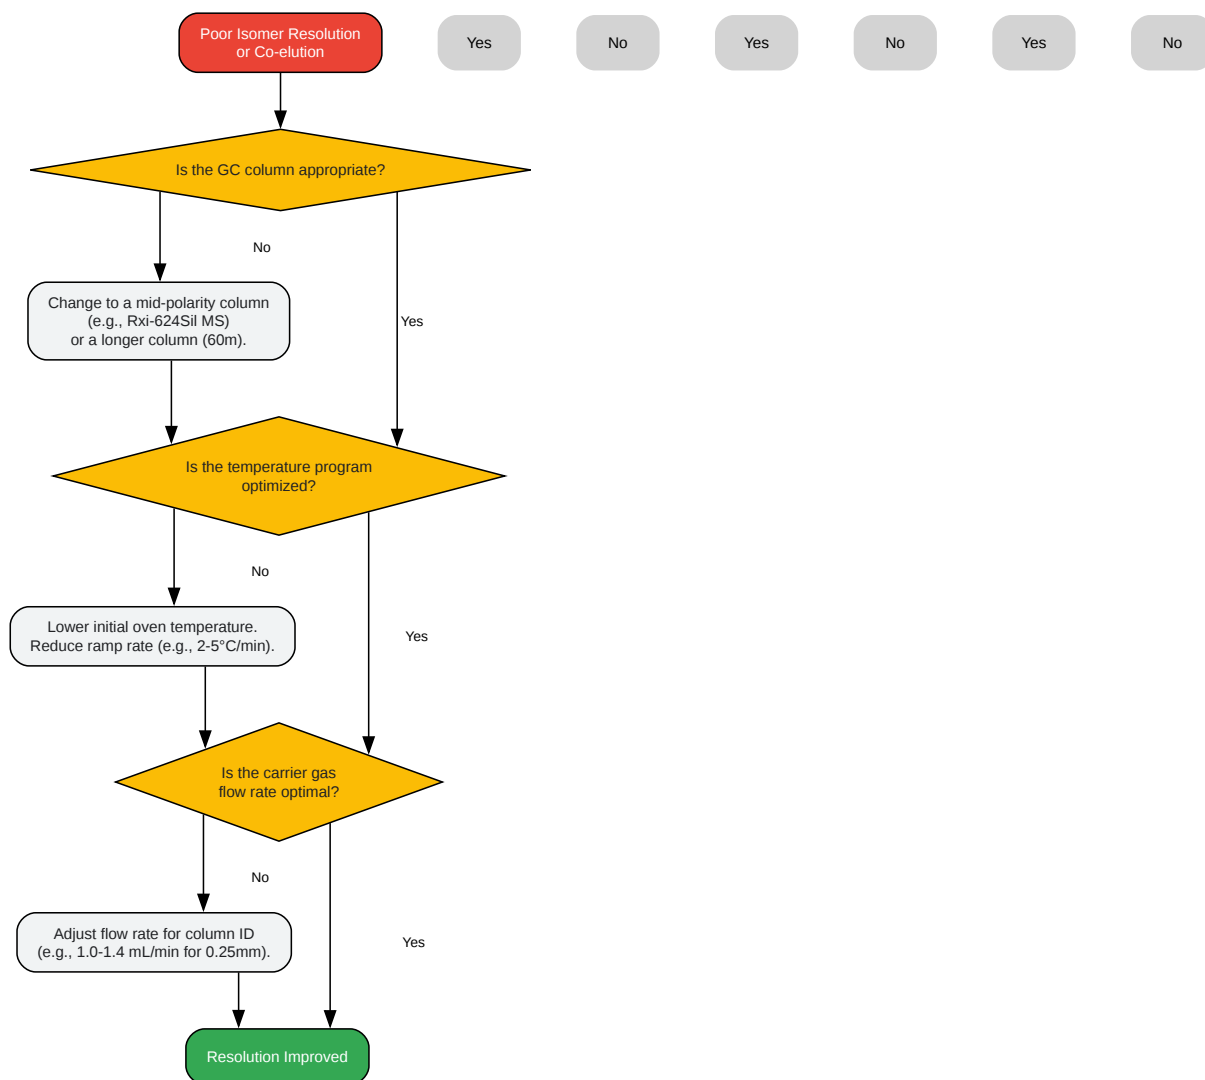 Poor Isomer Resolution
or Co-elution
Yes
No
Yes
No
Yes
No
Is the GC column appropriate?
No
Change to a mid-polarity column
(e.g., Rxi-624Sil MS)
or a longer column (60m).
Yes
Is the temperature program
optimized?
No
Lower initial oven temperature.
Reduce ramp rate (e.g., 2-5°C/min).
Yes
Is the carrier gas
flow rate optimal?
No
Adjust flow rate for column ID
(e.g., 1.0-1.4 mL/min for 0.25mm).
Yes
Resolution Improved